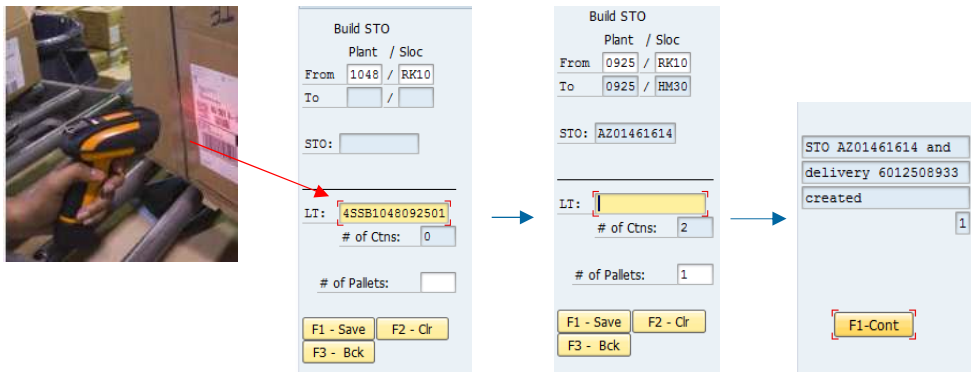 Build STO
Plant / Sloc
From 1048 / RK10
To /
STO:
LT: 4SSB1048092501
# of Ctns: 0
# of Pallets:
F1 - Save F2 - Clr
F3 - Bck
Build STO
Plant / Sloc
From 0925 / RK10
To 0925 / HM30
STO: AZ01461614
LT:
# of Ctns: 2
# of Pallets: 1
F1 - Save F2 - Clr
F3 - Bck
STO AZ01461614 and
delivery 6012508933
created
1
F1-Cont